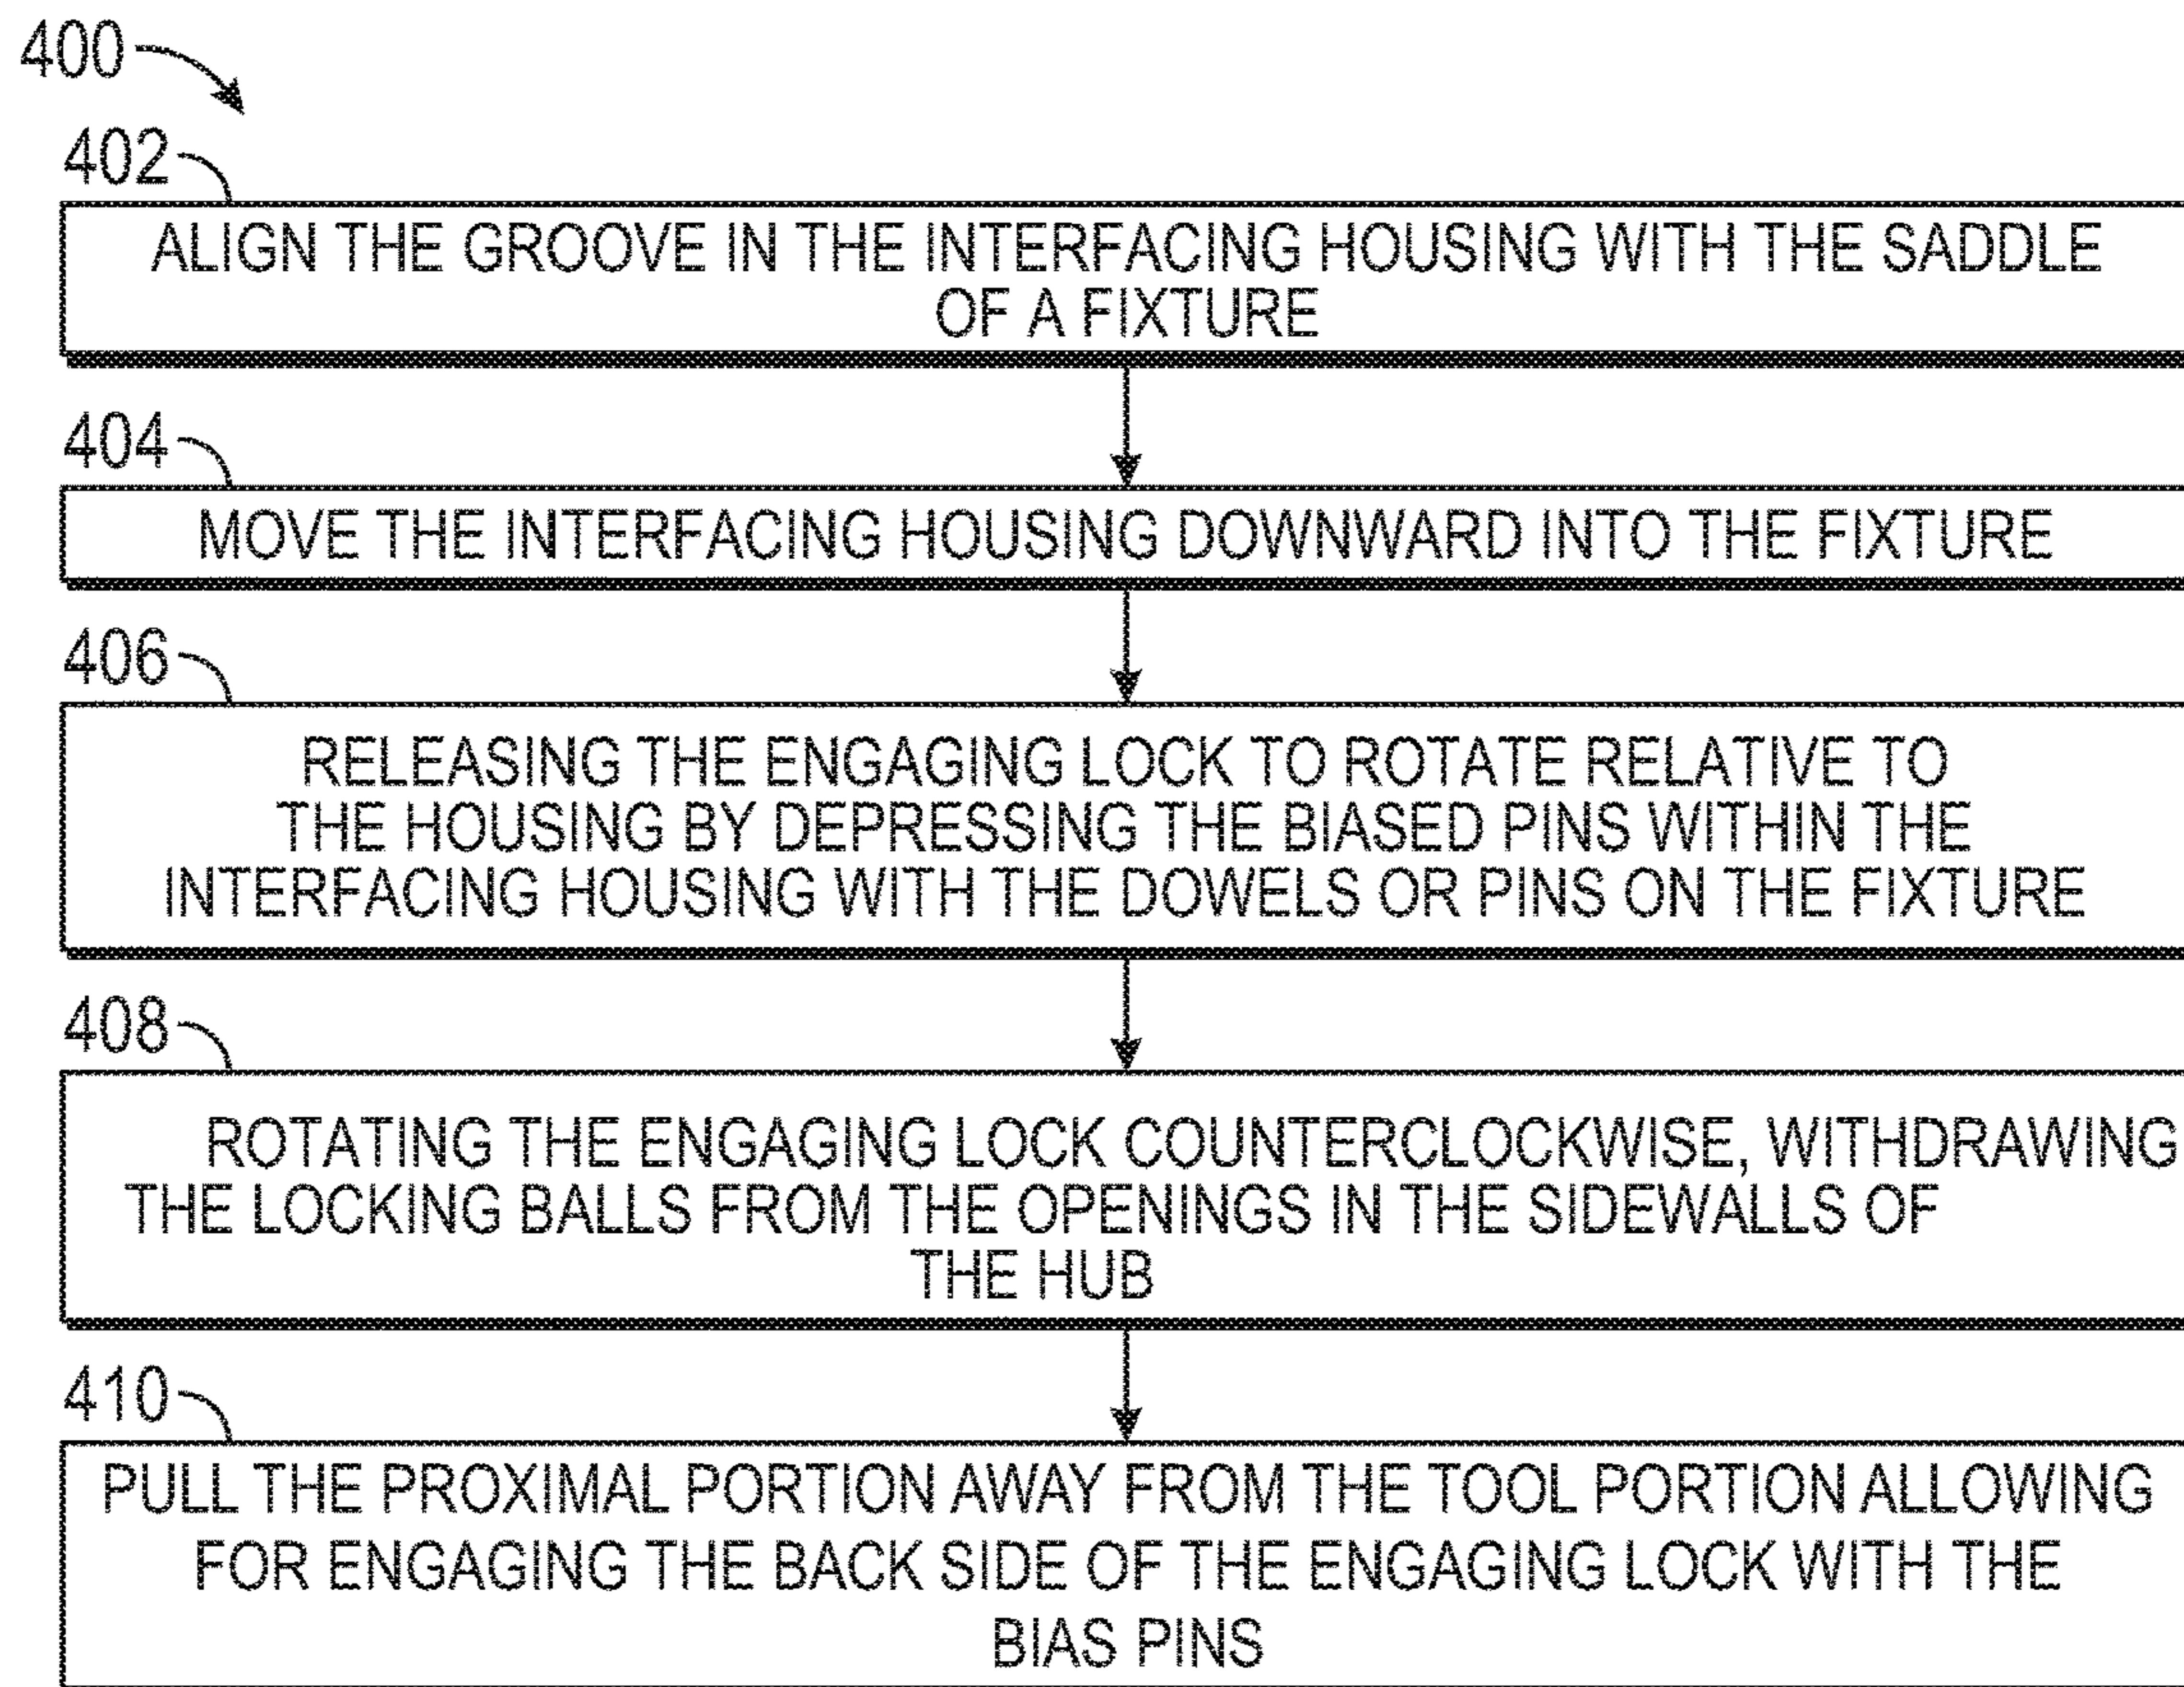 400
402
ALIGN THE GROOVE IN THE INTERFACING HOUSING WITH THE SADDLE
OF A FIXTURE
404
MOVE THE INTERFACING HOUSING DOWNWARD INTO THE FIXTURE
406
RELEASING THE ENGAGING LOCK TO ROTATE RELATIVE TO
THE HOUSING BY DEPRESSING THE BIASED PINS WITHIN THE
INTERFACING HOUSING WITH THE DOWELS OR PINS ON THE FIXTURE
408
ROTATING THE ENGAGING LOCK COUNTERCLOCKWISE, WITHDRAWING
THE LOCKING BALLS FROM THE OPENINGS IN THE SIDEWALLS OF
THE HUB
410
PULL THE PROXIMAL PORTION AWAY FROM THE TOOL PORTION ALLOWING
FOR ENGAGING THE BACK SIDE OF THE ENGAGING LOCK WITH THE
BIAS PINS